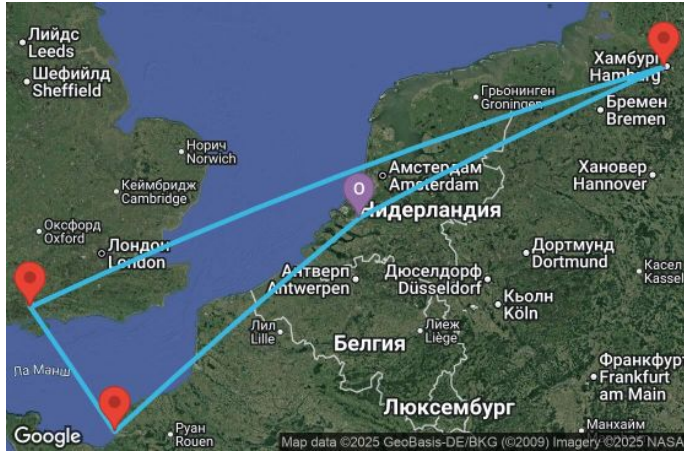 Лийдс
Leeds
Шефийлд
Sheffield
Норич
Norwich
Кеймбридж
Cambridge
Оксфорд
Oxford
Лондон
London
Ла Манш
Хамбург
Hamburg
Грьонинген
Groningen
Бремен
Bremen
Амстердам
Amsterdam
Хановер
Hannover
O
Нидерландия
Дортмунд
Dortmund
Антверп
Antwerpen
Дюселдорф
Düsseldorf
Касел
Kassel
Кьолн
Köln
Лил
Lille
Белгия
Лиеж
Liège
Франкфурт
Frankfurt
am Main
Люксембург
Руан
Rouen
Манхайм
Google
Map data ©2025 GeoBasis-DE/BKG (©2009) Imagery ©2025 NASA